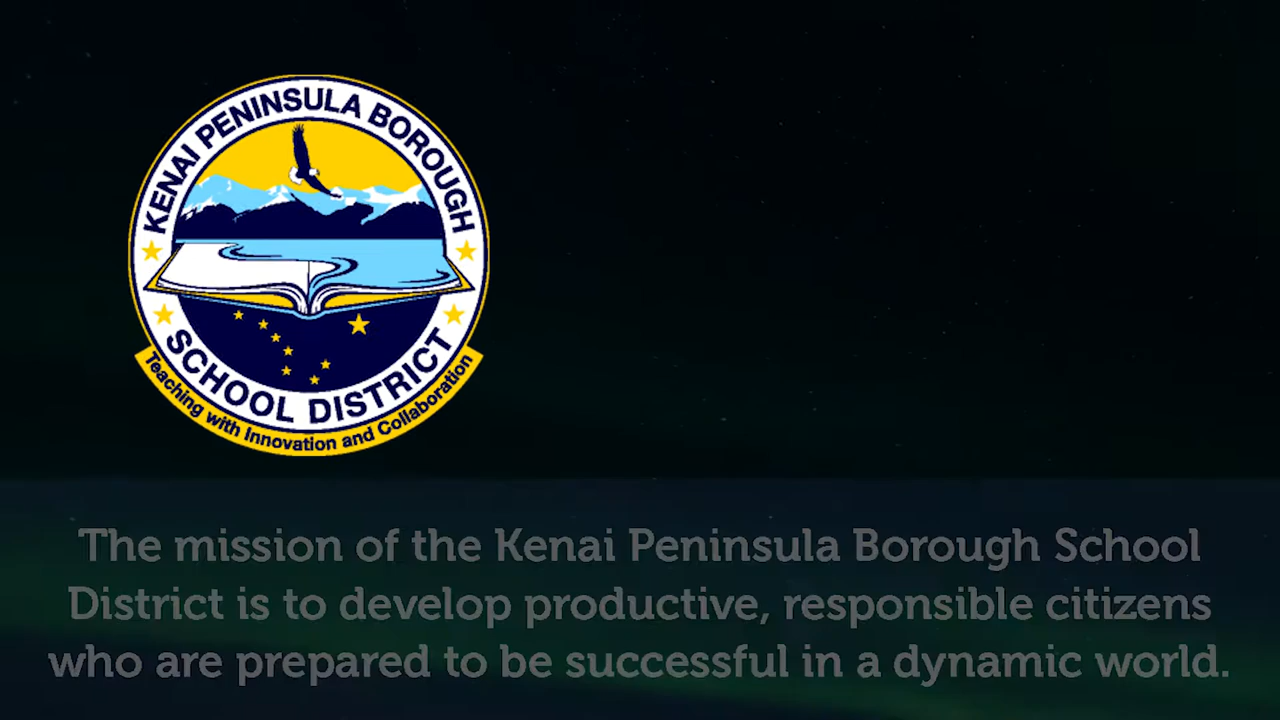 KENAI PENINSULA BOROUGH
SCHOOL DISTRICT
Teaching with Innovation and Collaboration
The mission of the Kenai Peninsula Borough School
District is to develop productive, responsible citizens
who are prepared to be successful in a dynamic world.